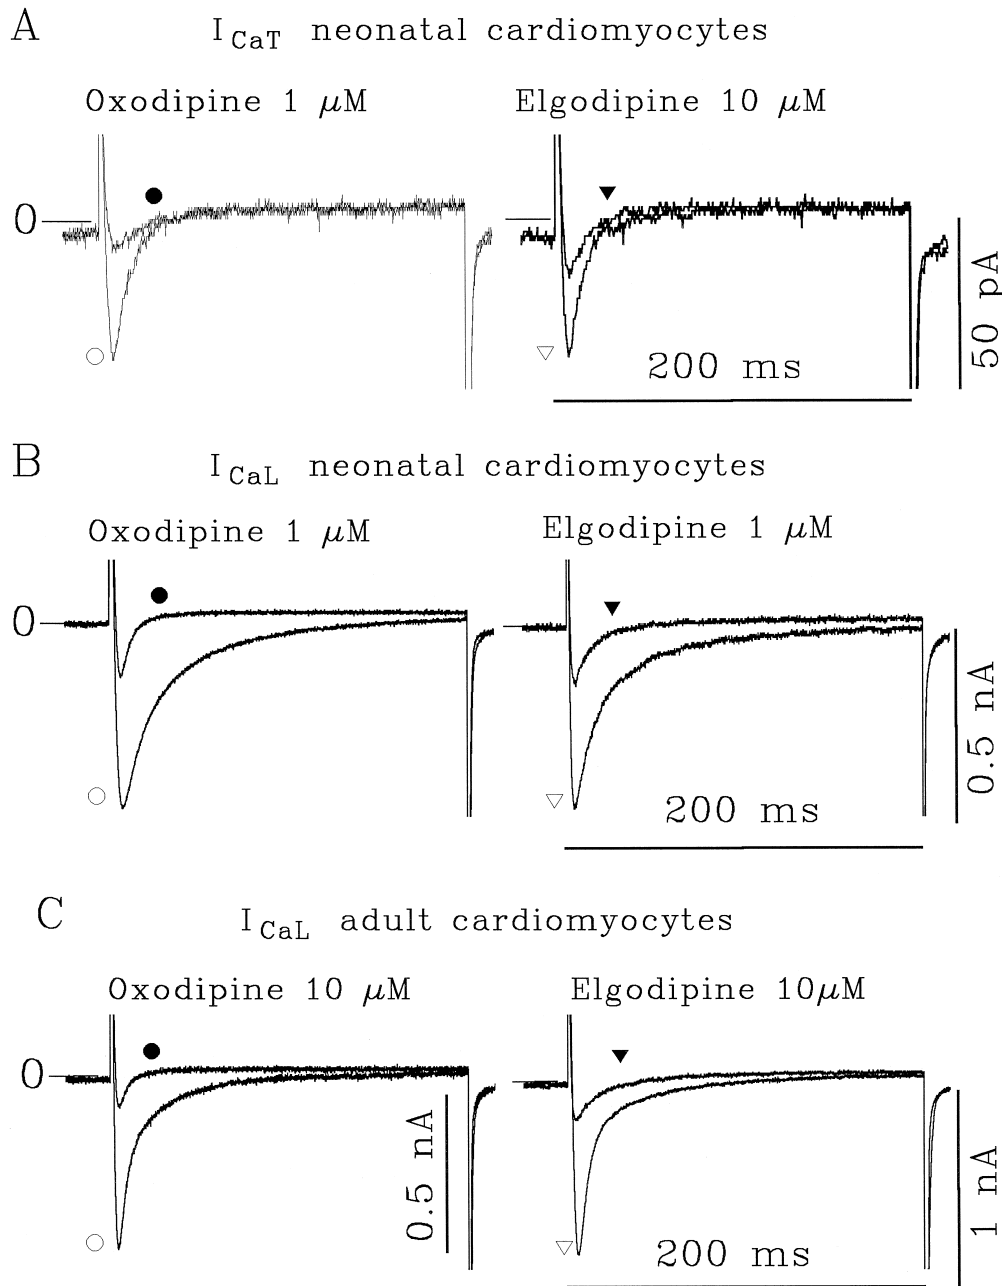 A
I CaT neonatal cardiomyocytes
Oxodipine 1 μM
Elgodipine 10 μM
0
50 pA
200 ms
B
I CaL neonatal cardiomyocytes
Oxodipine 1 μM
Elgodipine 1 μM
0
0.5 nA
200 ms
C
I CaL adult cardiomyocytes
Oxodipine 10 μM
Elgodipine 10μM
0
0.5 nA
1 nA
200 ms